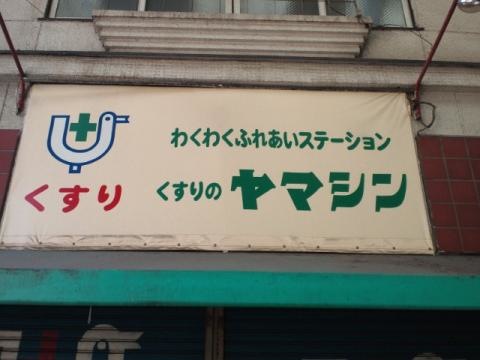 くすり
わくわくふれあいステーション
くすりの ヤマシン